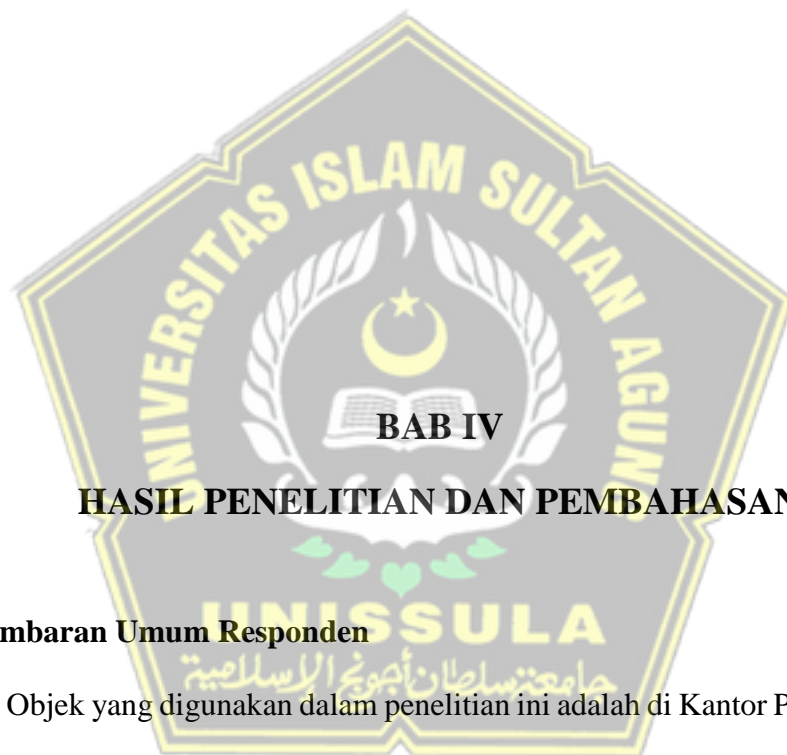 UNIVERSITAS ISLAM SULTAN AGUNG
BAB IV
HASIL PENELITIAN DAN PEMBAHASAN
mbaran Umum Responden
UNISSULA
جامعة سلطان أجونج الإسلامية
Objek yang digunakan dalam penelitian ini adalah di Kantor P